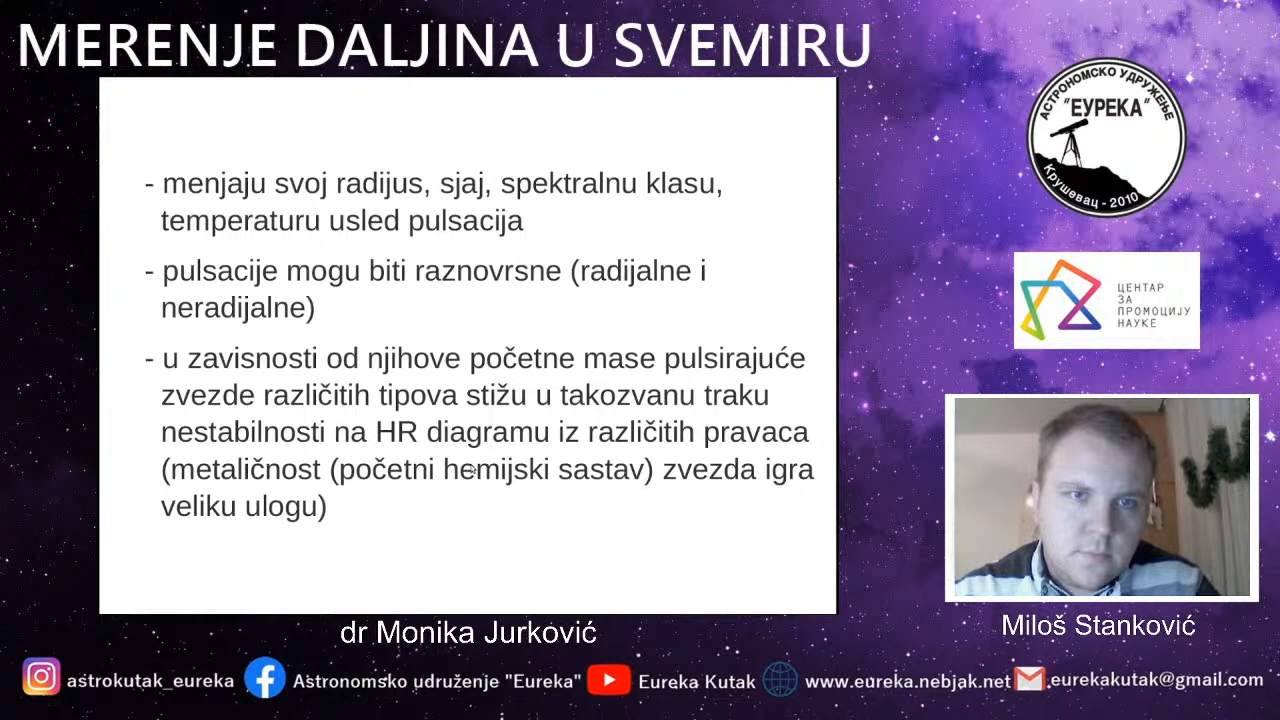 MERENJE DALJINA U SVEMIRU
- menjaju svoj radijus, sjaj, spektralnu klasu,
temperaturu usled pulsacija
- pulsacije mogu biti raznovrsne (radijalne i
neradijalne)
- u zavisnosti od njihove početne mase pulsirajuće
zvezde različitih tipova stižu u takozvanu traku
nestabilnosti na HR diagramu iz različitih pravaca
(metaličnost (početni hemijski sastav) zvezda igra
veliku ulogu)
dr Monika Jurković
АСТРОНОМСКО УДРУЖЕЊЕ
"ЕУРЕКА"
Крушевац - 2010
ЦЕНТАР
ЗА
ПРОМОЦИЈУ
НАУКЕ
Miloš Stanković
astrokutak_eureka
Astronomsko udruženje "Eureka"
Eureka Kutak
www.eureka.nebjak.net
eurekakutak@gmail.com